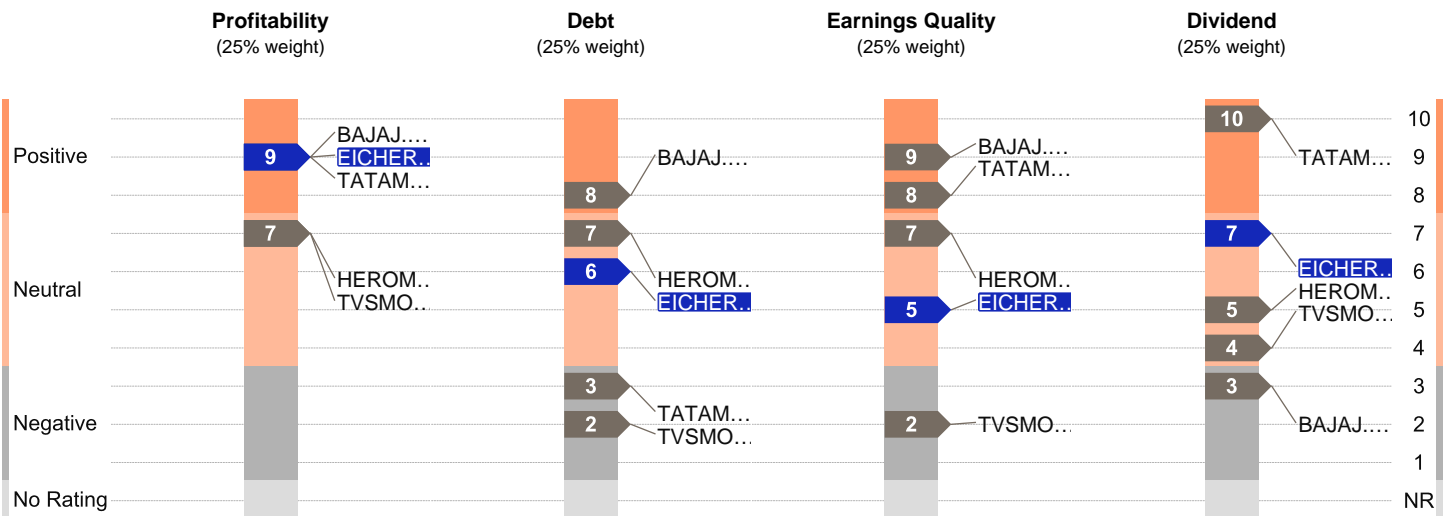 Profitability
(25% weight)
Debt
(25% weight)
Earnings Quality
(25% weight)
Dividend
(25% weight)
Positive
Neutral
Negative
No Rating
9
BAJAJ....
EICHER..
TATAM...
7
HEROM..
TVSMO..
8
BAJAJ....
7
HEROM..
6
EICHER..
3
TATAM...
2
TVSMO..
9
BAJAJ....
8
TATAM...
7
HEROM..
5
EICHER..
2
TVSMO..
10
TATAM...
7
EICHER..
5
HEROM..
4
TVSMO...
3
BAJAJ....
10
9
8
7
6
5
4
3
2
1
NR